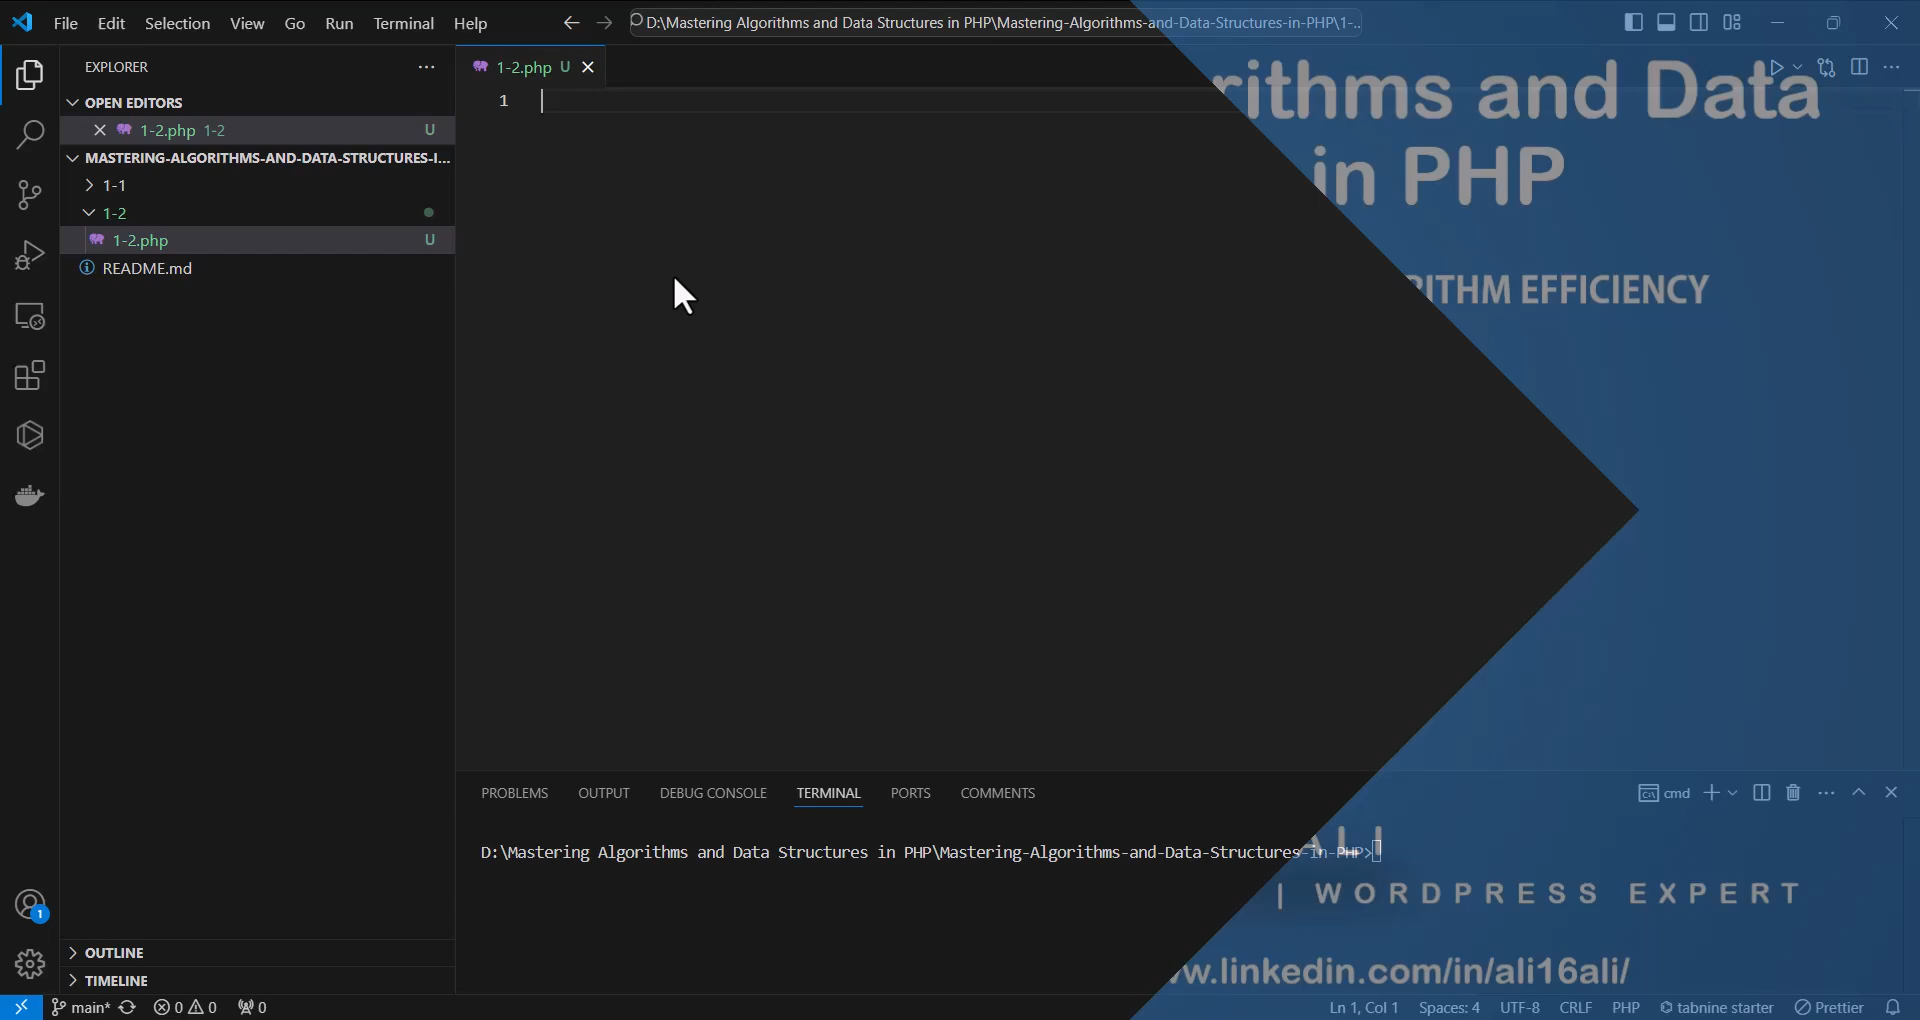 File Edit Selection View Go Run Terminal Help
D:\Mastering Algorithms and Data Structures in PHP\Mastering-Algorithms-and-Data-Structures-in-PHP\1-..
EXPLORER
OPEN EDITORS
1-2.php 1-2 U
MASTERING-ALGORITHMS-AND-DATA-STRUCTURES-I...
1-1
1-2
1-2.php U
README.md
OUTLINE
TIMELINE
1-2.php U
1
rithms and Data
in PHP
RITHM EFFICIENCY
PROBLEMS OUTPUT DEBUG CONSOLE TERMINAL PORTS COMMENTS
cmd
D:\Mastering Algorithms and Data Structures in PHP\Mastering-Algorithms-and-Data-Structures-in-PHP>
ALI
| WORDPRESS EXPERT
w.linkedin.com/in/ali16ali/
1
main* 0 0 0
Ln 1, Col 1 Spaces: 4 UTF-8 CRLF PHP tabnine starter Prettier